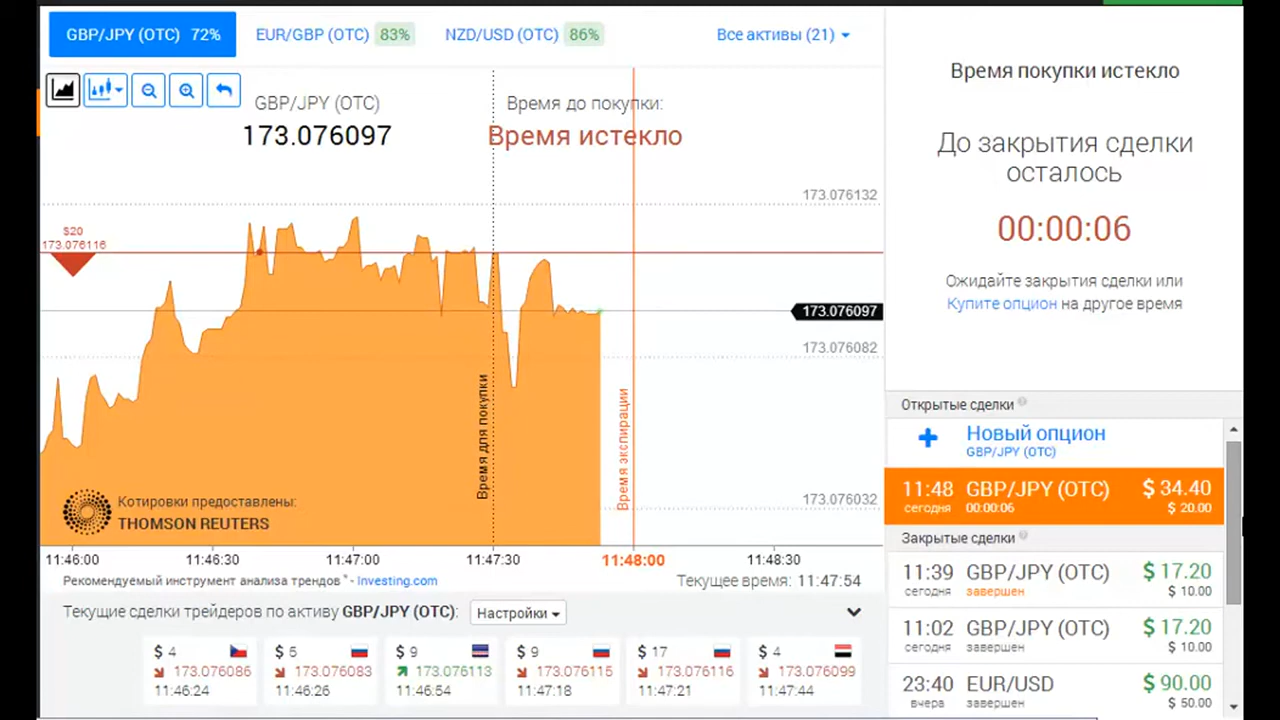 GBP/JPY (OTC) 72% EUR/GBP (OTC) 83% NZD/USD (OTC) 86% Все активы (21)
GBP/JPY (OTC)
173.076097
Время до покупки:
Время истекло
173.076132
$20
173.076116
173.076097
173.076082
173.076032
Время для покупки
Время экспирации
Котировки предоставлены:
THOMSON REUTERS
11:46:00 11:46:30 11:47:00 11:47:30 11:48:00 11:48:30
Рекомендуемый инструмент анализа трендов * - Investing.com Текущее время: 11:47:54
Текущие сделки трейдеров по активу GBP/JPY (OTC): Настройки
$ 4 $ 5 $ 9 $ 9 $ 17 $ 4
173.076086 173.076083 173.076113 173.076115 173.076116 173.076099
11:46:24 11:46:26 11:46:54 11:47:18 11:47:21 11:47:44
Время покупки истекло
До закрытия сделки
осталось
00:00:06
Ожидайте закрытия сделки или
Купите опцион на другое время
Открытые сделки
Новый опцион
GBP/JPY (OTC)
11:48 GBP/JPY (OTC) $ 34.40
сегодня 00:00:06 $ 20.00
Закрытые сделки
11:39 GBP/JPY (OTC) $ 17.20
сегодня завершен $ 10.00
11:02 GBP/JPY (OTC) $ 17.20
сегодня завершен $ 10.00
23:40 EUR/USD $ 90.00
вчера завершен $ 50.00